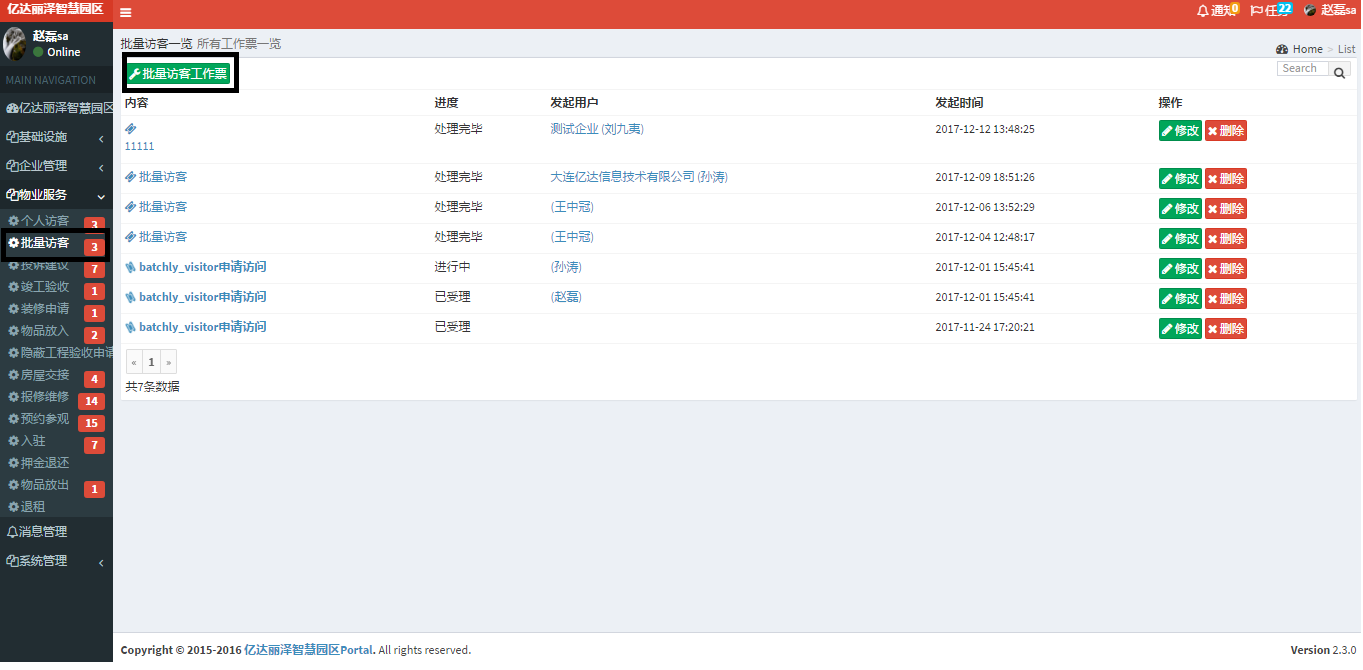 亿达丽泽智慧园区
通知 0 任务 22 赵磊sa
赵磊sa
Online
MAIN NAVIGATION
亿达丽泽智慧园区
基础设施
企业管理
物业服务
个人访客 3
批量访客 3
投诉建议 7
竣工验收 1
装修申请 1
物品放入 2
隐蔽工程验收申请
房屋交接 4
报修维修 14
预约参观 15
入驻 7
押金退还
物品放出 1
退租
消息管理
系统管理
批量访客一览 所有工作票一览
Home > List
批量访客工作票
Search
内容 进度 发起用户 发起时间 操作
11111 处理完毕 测试企业 (刘九夷) 2017-12-12 13:48:25 修改 删除
批量访客 处理完毕 大连亿达信息技术有限公司 (孙涛) 2017-12-09 18:51:26 修改 删除
批量访客 处理完毕 (王中冠) 2017-12-06 13:52:29 修改 删除
批量访客 处理完毕 (王中冠) 2017-12-04 12:48:17 修改 删除
batchly_visitor申请访问 进行中 (孙涛) 2017-12-01 15:45:41 修改 删除
batchly_visitor申请访问 已受理 (赵磊) 2017-12-01 15:45:41 修改 删除
batchly_visitor申请访问 已受理 2017-11-24 17:20:21 修改 删除
« 1 »
共7条数据
Copyright © 2015-2016 亿达丽泽智慧园区Portal. All rights reserved.
Version 2.3.0